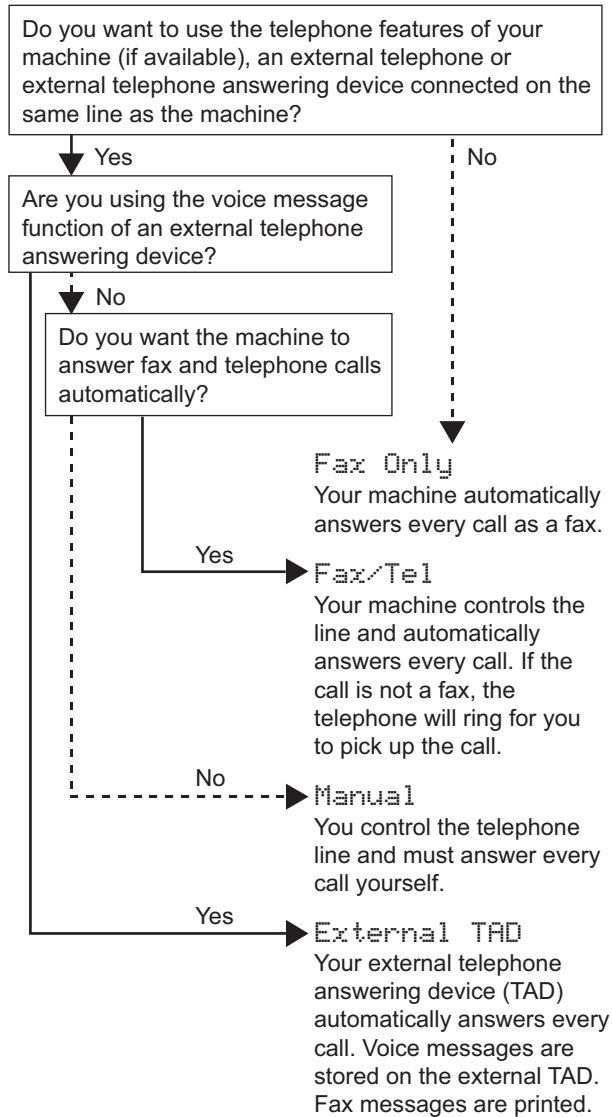 Do you want to use the telephone features of your
machine (if available), an external telephone or
external telephone answering device connected on the
same line as the machine?
Yes
No
Are you using the voice message
function of an external telephone
answering device?
No
Do you want the machine to
answer fax and telephone calls
automatically?
Fax Only
Your machine automatically
answers every call as a fax.
Yes
Fax/Tel
Your machine controls the
line and automatically
answers every call. If the
call is not a fax, the
telephone will ring for you
to pick up the call.
No
Manual
You control the telephone
line and must answer every
call yourself.
Yes
External TAD
Your external telephone
answering device (TAD)
automatically answers every
call. Voice messages are
stored on the external TAD.
Fax messages are printed.